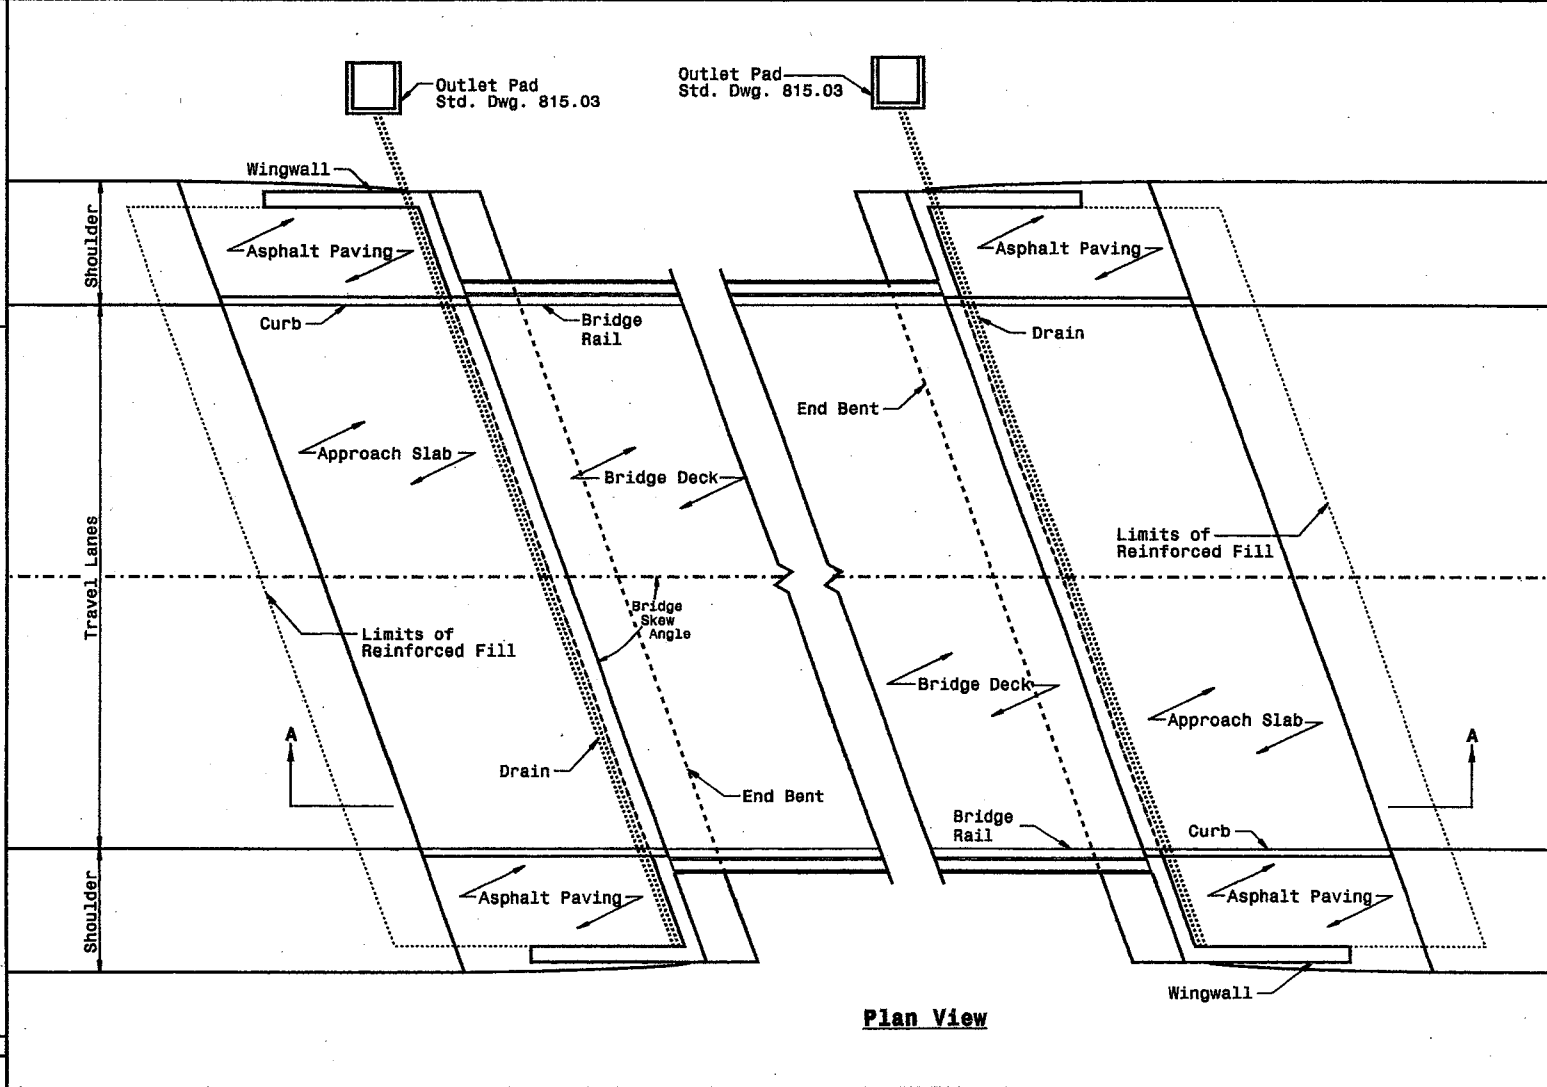 Outlet Pad
Std. Dwg. 815.03
Outlet Pad
Std. Dwg. 815.03
Wingwall
Shoulder
Asphalt Paving
Asphalt Paving
Curb
Bridge
Rail
Drain
End Bent
Approach Slab
Bridge Deck
Limits of
Reinforced Fill
Travel Lanes
Bridge
Skew
Angle
Limits of
Reinforced Fill
Bridge Deck
Approach Slab
A
A
Drain
End Bent
Bridge
Rail
Curb
Shoulder
Asphalt Paving
Asphalt Paving
Wingwall
Plan View